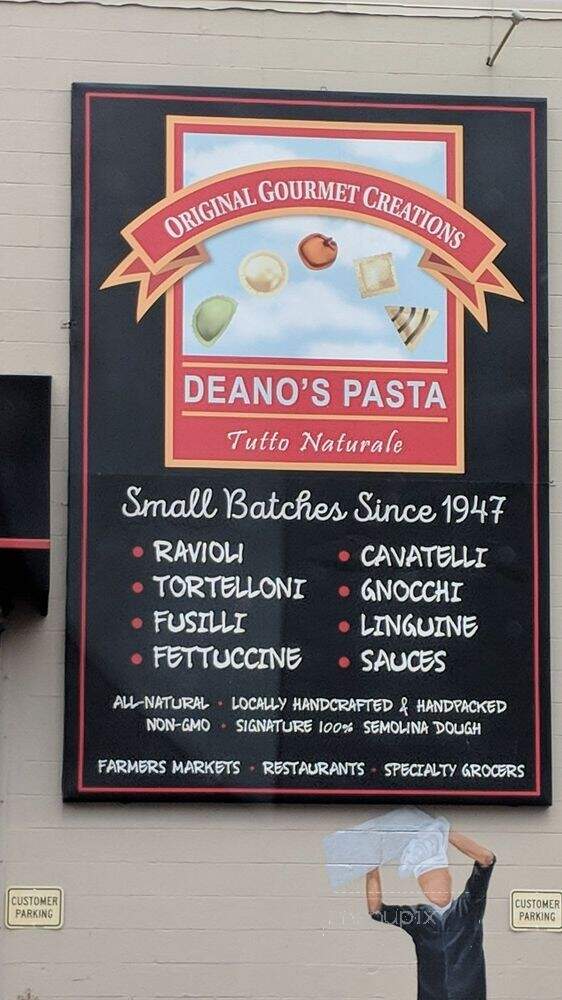 ORIGINAL GOURMET CREATIONS
DEANO'S PASTA
Tutto Naturale
Small Batches Since 1947
• RAVIOLI
• TORTELLONI
• FUSILLI
• FETTUCCINE
• CAVATELLI
• GNOCCHI
• LINGUINE
• SAUCES
ALL-NATURAL • LOCALLY HANDCRAFTED & HANDPACKED
NON-GMO • SIGNATURE 100% SEMOLINA DOUGH
FARMERS MARKETS • RESTAURANTS • SPECIALTY GROCERS
CUSTOMER
PARKING
CUSTOMER
PARKING